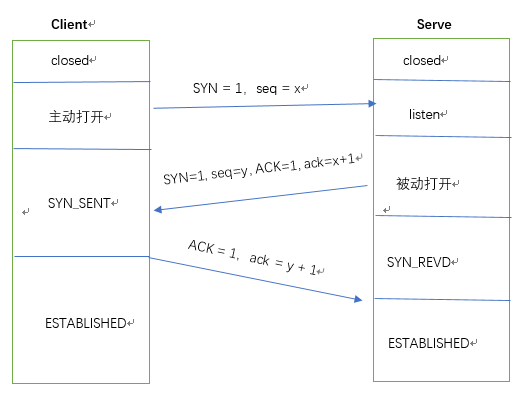 Client
Serve
closed
closed
SYN = 1, seq = x
主动打开
listen
SYN=1, seq=y, ACK=1, ack=x+1
被动打开
SYN_SENT
ACK = 1, ack = y + 1
SYN_REVD
ESTABLISHED
ESTABLISHED